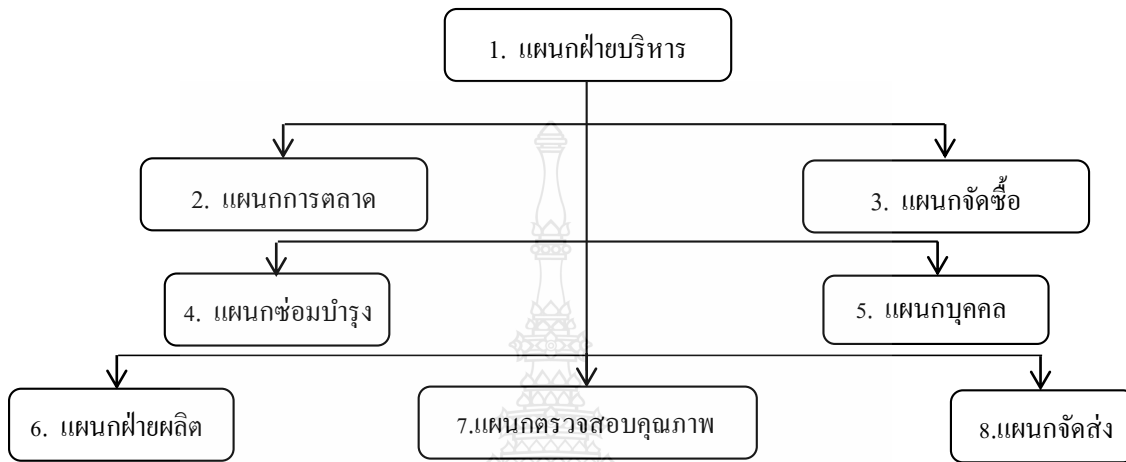 1. แผนกฝ่ายบริหาร
2. แผนกการตลาด
3. แผนกจัดซื้อ
4. แผนกซ่อมบำรุง
5. แผนกบุคคล
6. แผนกฝ่ายผลิต
7.แผนกตรวจสอบคุณภาพ
8.แผนกจัดส่ง